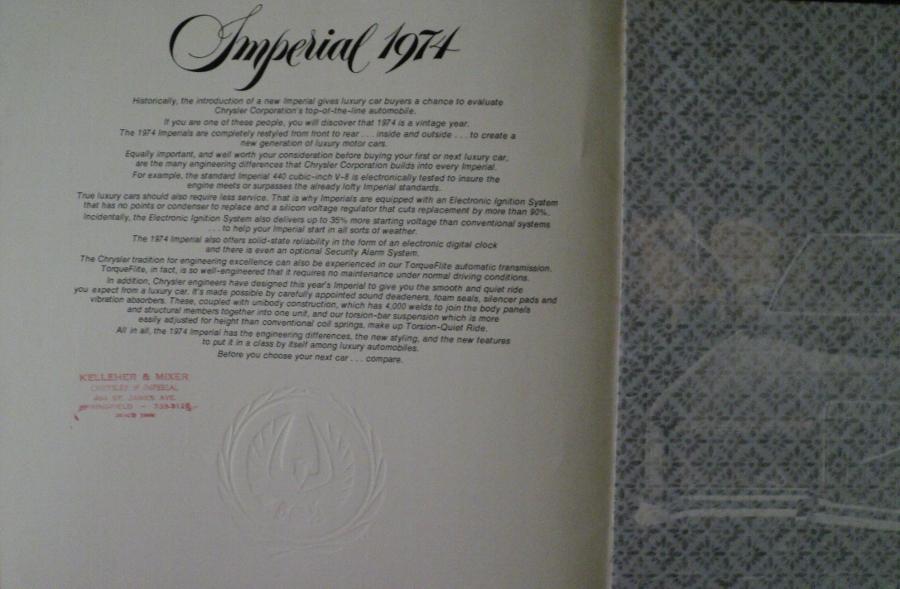 Imperial 1974
Historically, the introduction of a new Imperial gives luxury car buyers a chance to evaluate
Chrysler Corporation's top-of-the-line automobile.
If you are one of these people, you will discover that 1974 is a vintage year.
The 1974 Imperials are completely restyled from front to rear . . . inside and outside . . . to create a
new generation of luxury motor cars.
Equally important, and well worth your consideration before buying your first or next luxury car,
are the many engineering differences that Chrysler Corporation builds into every Imperial.
For example, the standard Imperial 440 cubic-inch V-8 is electronically tested to insure the
engine meets or surpasses the already lofty Imperial standards.
True luxury cars should also require less service. That is why Imperials are equipped with an Electronic Ignition System
that has no points or condenser to replace and a silicon voltage regulator that cuts replacement by more than 90%.
Incidentally, the Electronic Ignition System also delivers up to 35% more starting voltage than conventional systems
. . . to help your Imperial start in all sorts of weather.
The 1974 Imperial also offers solid-state reliability in the form of an electronic digital clock
and there is even an optional Security Alarm System.
The Chrysler tradition for engineering excellence can also be experienced in our TorqueFlite automatic transmission.
TorqueFlite, in fact, is so well-engineered that it requires no maintenance under normal driving conditions.
In addition, Chrysler engineers have designed this year's Imperial to give you the smooth and quiet ride
you expect from a luxury car. It's made possible by carefully appointed sound deadeners, foam seals, silencer pads and
vibration absorbers. These, coupled with unibody construction, which has 4,000 welds to join the body panels
and structural members together into one unit, and our torsion-bar suspension which is more
easily adjusted for height than conventional coil springs, make up Torsion-Quiet Ride.
All in all, the 1974 Imperial has the engineering differences, the new styling, and the new features
to put it in a class by itself among luxury automobiles.
Before you choose your next car . . . compare.
KELLEHER & MIXER
CHRYSLER IMPERIAL
ST. JAMES AVE.
SPRINGFIELD